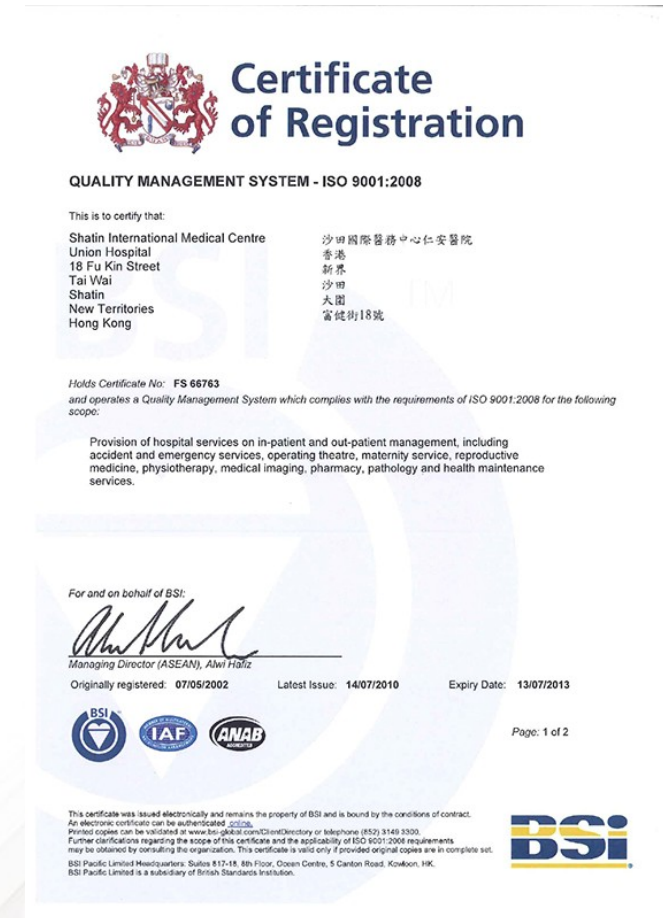 Certificate
of Registration
QUALITY MANAGEMENT SYSTEM - ISO 9001:2008
This is to certify that:
Shatin International Medical Centre
Union Hospital
18 Fu Kin Street
Tai Wai
Shatin
New Territories
Hong Kong
沙田國際醫務中心仁安醫院
香港
新界
沙田
大圍
富健街18號
Holds Certificate No: FS 66763
and operates a Quality Management System which complies with the requirements of ISO 9001:2008 for the following
scope:
Provision of hospital services on in-patient and out-patient management, including
accident and emergency services, operating theatre, maternity service, reproductive
medicine, physiotherapy, medical imaging, pharmacy, pathology and health maintenance
services.
For and on behalf of BSI:
Managing Director (ASEAN), Alwi Hafiz
Originally registered: 07/05/2002 Latest Issue: 14/07/2010 Expiry Date: 13/07/2013
BSI
IAF
ANAB
ACCREDITED
Page: 1 of 2
This certificate was issued electronically and remains the property of BSI and is bound by the conditions of contract.
An electronic certificate can be authenticated online.
Printed copies can be validated at www.bsi-global.com/ClientDirectory or telephone (852) 3149 3300.
Further clarifications regarding the scope of this certificate and the applicability of ISO 9001:2008 requirements
may be obtained by consulting the organization. This certificate is valid only if provided original copies are in complete set.
BSI Pacific Limited Headquarters: Suites 817-18, 8th Floor, Ocean Centre, 5 Canton Road, Kowloon, HK.
BSI Pacific Limited is a subsidiary of British Standards Institution.
BSi